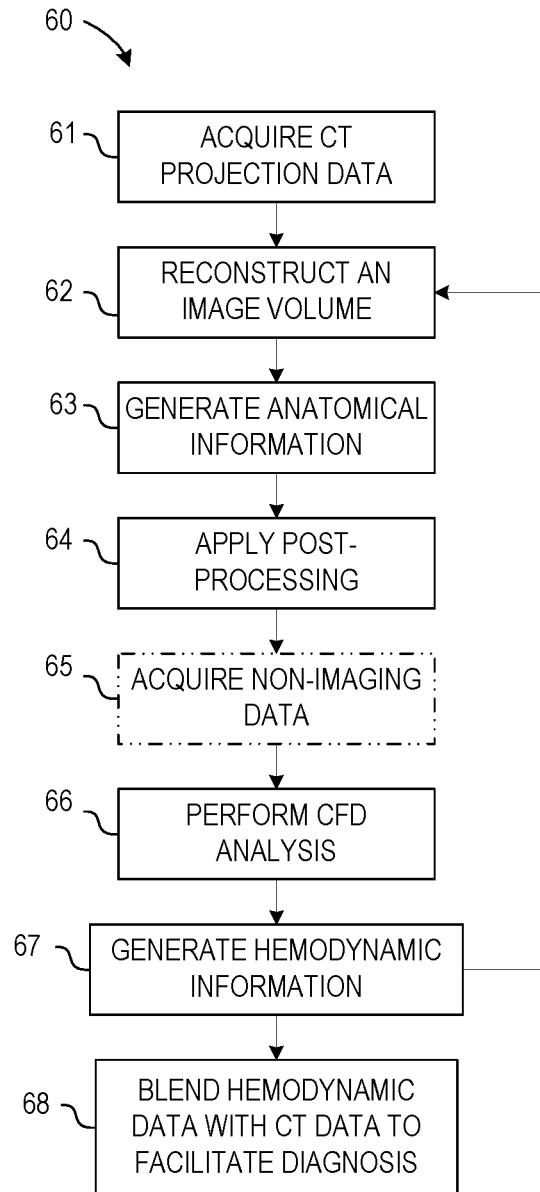 60
61
ACQUIRE CT
PROJECTION DATA
62
RECONSTRUCT AN
IMAGE VOLUME
63
GENERATE ANATOMICAL
INFORMATION
64
APPLY POST-
PROCESSING
65
ACQUIRE NON-IMAGING
DATA
66
PERFORM CFD
ANALYSIS
67
GENERATE HEMODYNAMIC
INFORMATION
68
BLEND HEMODYNAMIC
DATA WITH CT DATA TO
FACILITATE DIAGNOSIS